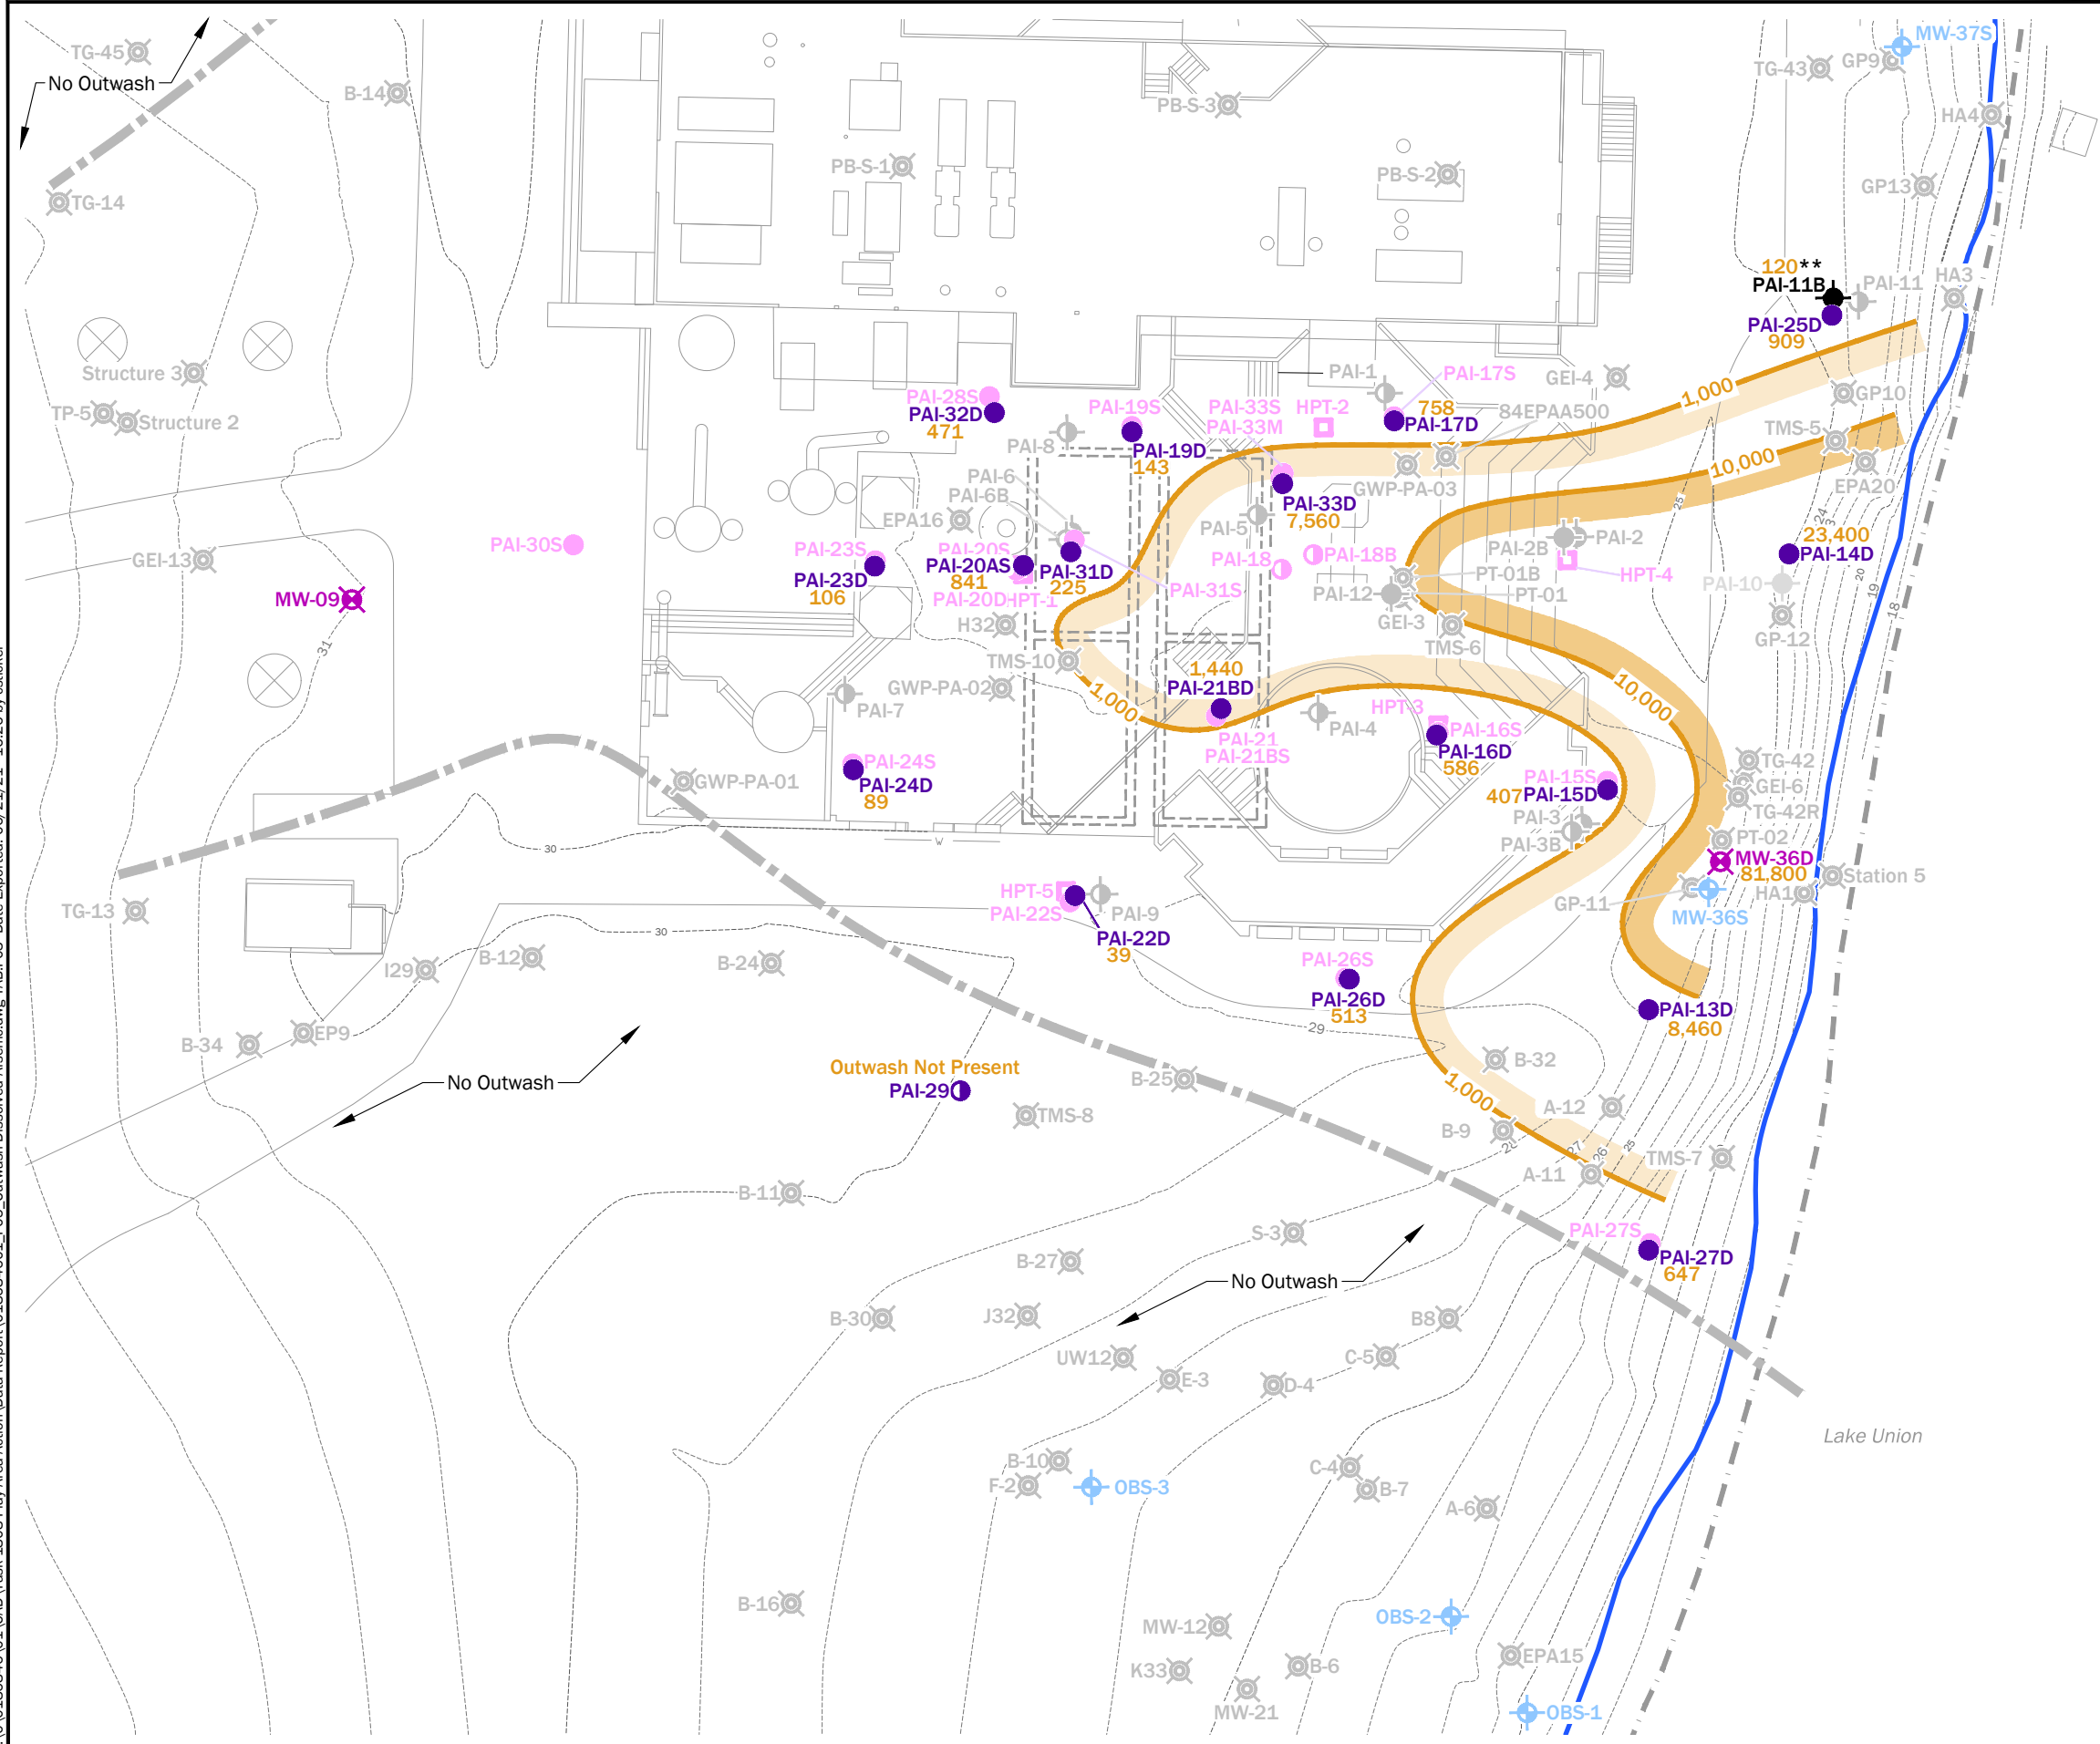 MW-37S
TG-45
GP9
No Outwash
TG-43
B-14
PB-S-3
HA4
PB-S-1
PB-S-2
GP13
TG-14
120**
HA3
PAI-11B
PAI-11
PAI-25D
909
Structure 3
PAI-1
PAI-17S
GEI-4
1,000
GP10
PAI-28S
PAI-32D
471
PAI-19S
PAI-33S
PAI-33M
HPT-2
758
PAI-17D
84EPAA500
TP-5
Structure 2
TMS-5
PAI-8
PAI-19D
143
10,000
PAI-6
PAI-6B
GWP-PA-03
EPA20
PAI-33D
7,560
25
24
EPA16
PAI-5
23,400
PAI-14D
PAI-30S
PAI-23S
PAI-20S
PAI-18
PAI-18B
PAI-2B
PAI-2
GEI-13
PAI-23D
106
PAI-20AS
841
PAI-31D
225
PAI-31S
PT-01B
HPT-4
PAI-10
20
19
18
MW-09
PAI-20D
HPT-1
PAI-12
PT-01
GEI-3
GP-12
H32
TMS-6
31
TMS-10
1,440
PAI-21BD
GWP-PA-02
1,000
10,000
PAI-7
PAI-4
HPT-3
PAI-16S
PAI-16D
586
PAI-21
PAI-21BS
TG-42
GEI-6
TG-42R
PAI-24S
PAI-24D
89
GWP-PA-01
PAI-15S
407
PAI-15D
PAI-3
PAI-3B
PT-02
W
30
MW-36D
81,800
Station 5
HA1
GP-11
MW-36S
HPT-5
PAI-22S
PAI-9
TG-13
30
PAI-22D
39
B-12
I29
B-24
PAI-26S
PAI-26D
513
PAI-13D
8,460
29
EP9
B-34
B-32
Outwash Not Present
PAI-29
No Outwash
B-25
1,000
TMS-8
A-12
B-9
27
26
25
TMS-7
A-11
B-11
S-3
PAI-27S
PAI-27D
647
B-27
No Outwash
B-30
J32
B8
UW12
C-5
E-3
D-4
Lake Union
B-10
F-2
OBS-3
C-4
B-7
A-6
B-16
MW-12
OBS-2
K33
B-6
EPA15
MW-21
OBS-1